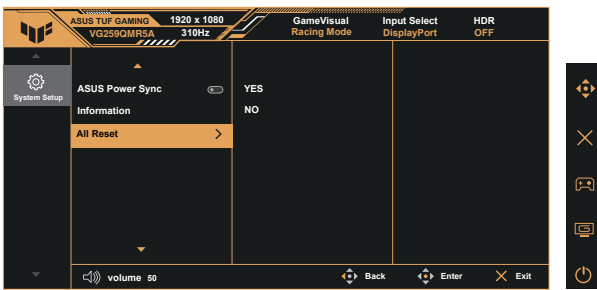 ASUS TUF GAMING 1920 x 1080 GameVisual Input Select HDR
VG259QMR5A 310Hz Racing Mode DisplayPort OFF
System Setup
ASUS Power Sync YES
Information NO
All Reset
volume 50 Back Enter Exit